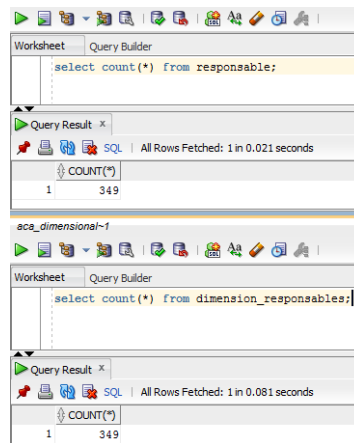 Worksheet Query Builder
select count(*) from responsable;
Query Result x
SQL | All Rows Fetched: 1 in 0.021 seconds
COUNT(*)
1 349
aca_dimensional~1
Worksheet Query Builder
select count(*) from dimension_responsables;
Query Result x
SQL | All Rows Fetched: 1 in 0.081 seconds
COUNT(*)
1 349